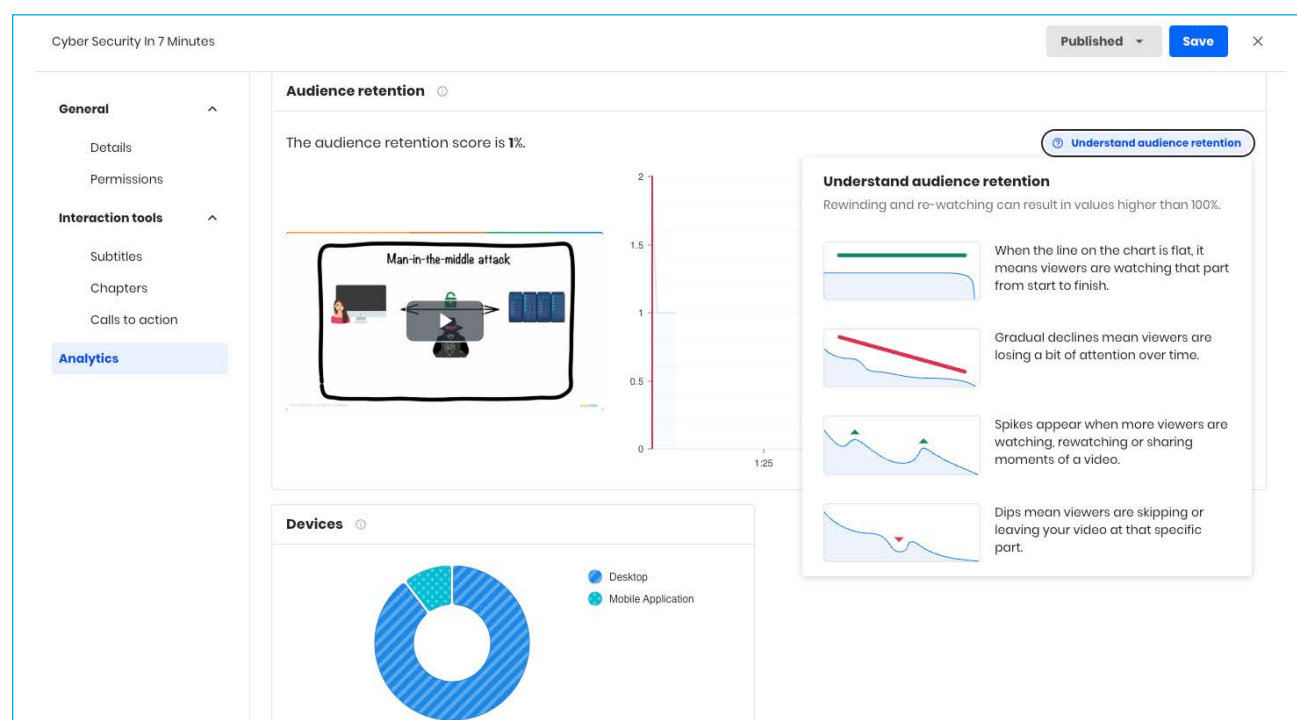 Cyber Security In 7 Minutes
Published
Save
General
Details
Permissions
Interaction tools
Subtitles
Chapters
Calls to action
Analytics
Audience retention
The audience retention score is 1%.
Understand audience retention
Man-in-the-middle attack
2
1.5
1
0.5
0
1:25
Understand audience retention
Rewinding and re-watching can result in values higher than 100%.
When the line on the chart is flat, it
means viewers are watching that part
from start to finish.
Gradual declines mean viewers are
losing a bit of attention over time.
Spikes appear when more viewers are
watching, rewatching or sharing
moments of a video.
Dips mean viewers are skipping or
leaving your video at that specific
part.
Devices
Desktop
Mobile Application